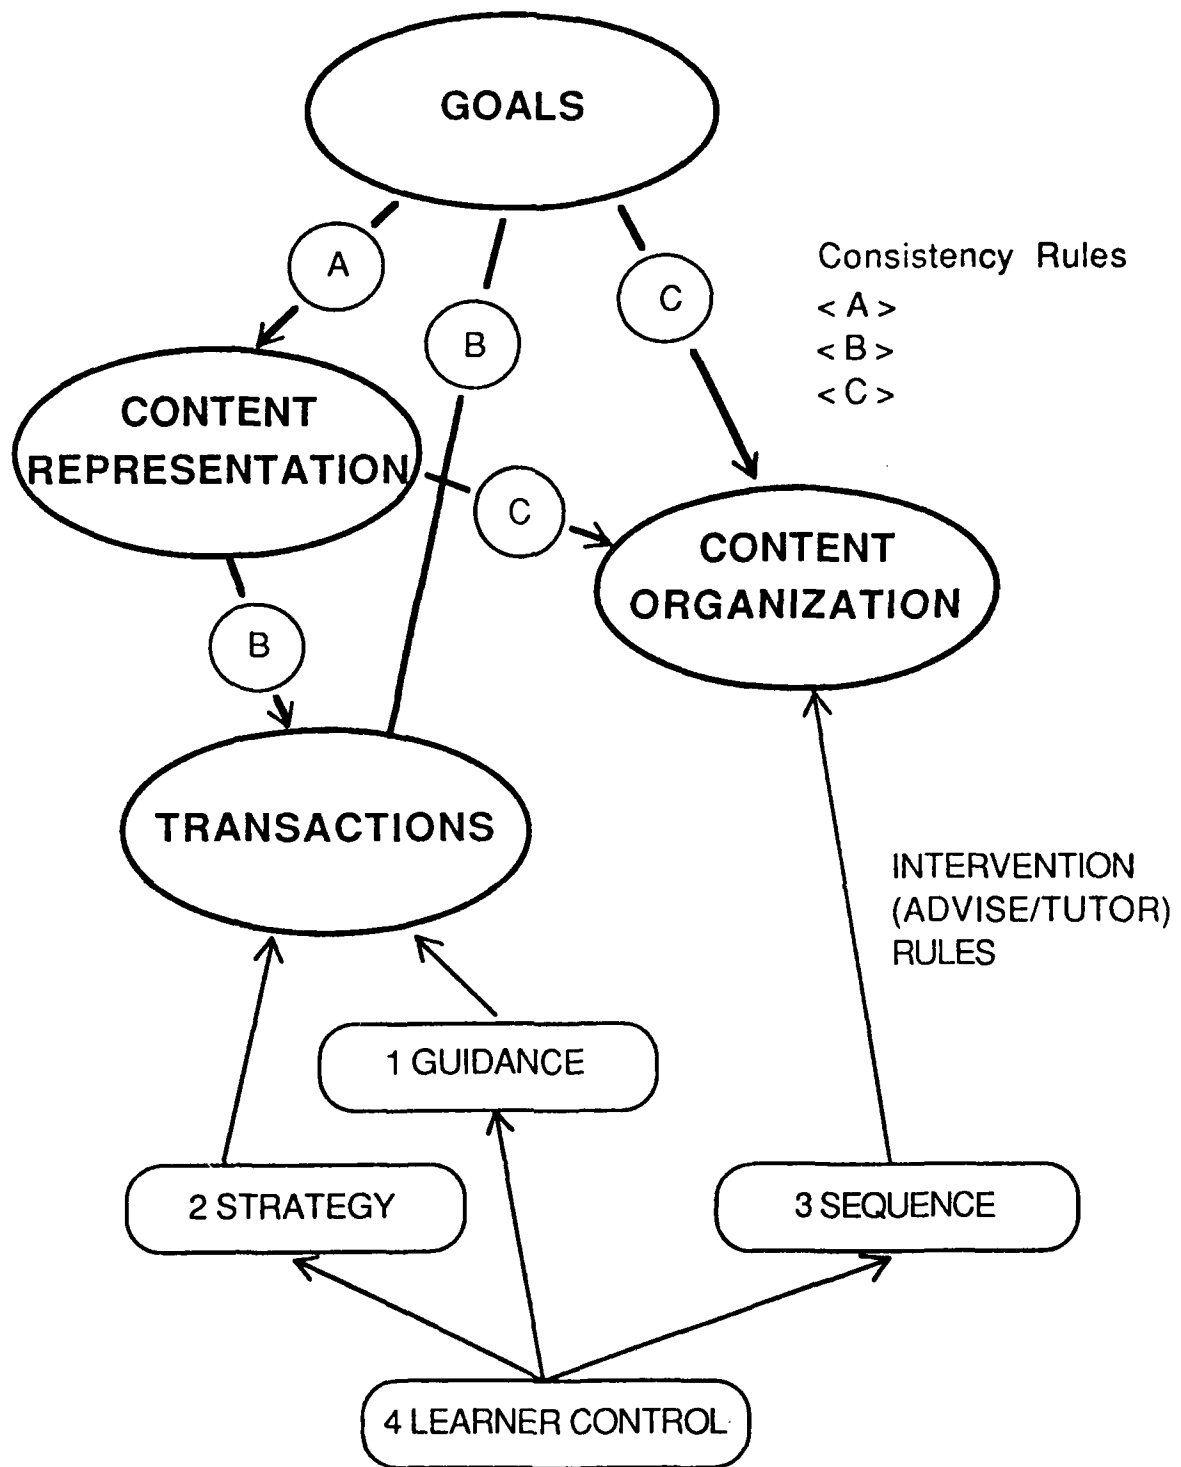 GOALS
A
B
C
Consistency Rules
< A >
< B >
< C >
CONTENT
REPRESENTATION
C
CONTENT
ORGANIZATION
B
TRANSACTIONS
INTERVENTION
(ADVISE/TUTOR)
RULES
1 GUIDANCE
2 STRATEGY
3 SEQUENCE
4 LEARNER CONTROL